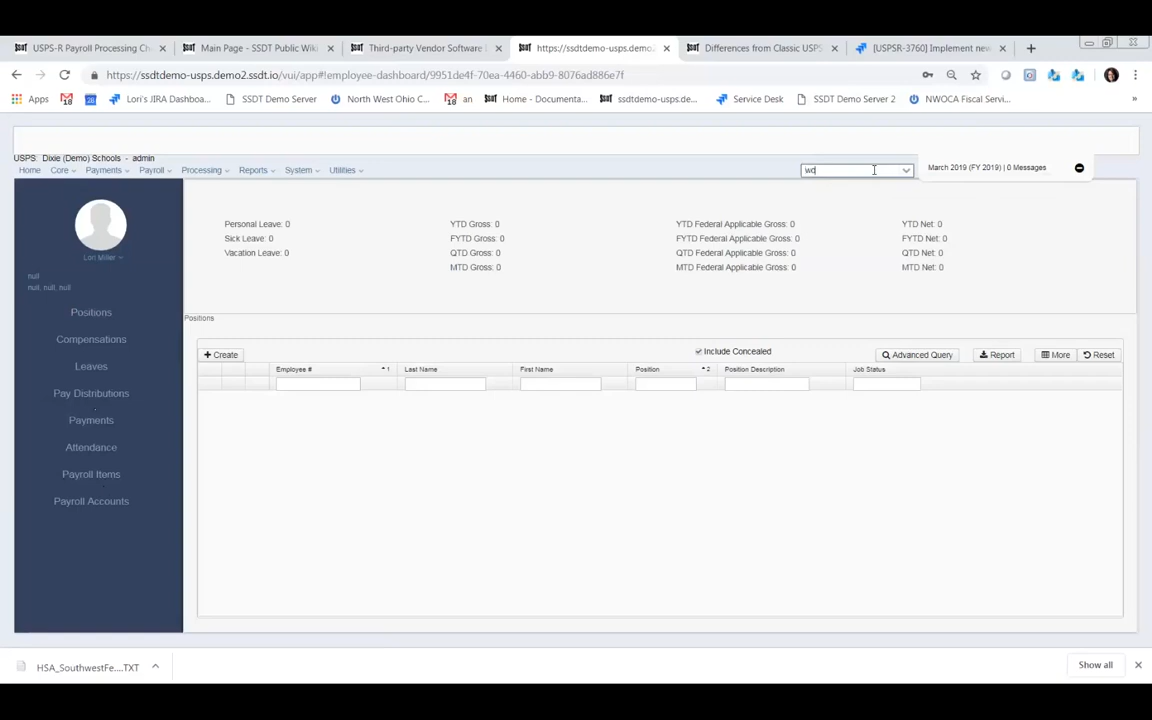 USPS-R Payroll Processing Ch
Main Page - SSDT Public Wiki
Third-party Vendor Software I
https://ssdtdemo-usps.demo2.
Differences from Classic USPS
[USPSR-3760] Implement new
https://ssdtdemo-usps.demo2.ssdt.io/vui/app#!employee-dashboard/9951de4f-70ea-4460-abb9-8076ad886e7f
Apps
18
28
Lori's JIRA Dashboa...
SSDT Demo Server
North West Ohio C...
18 an
Home - Documenta...
ssdtdemo-usps.de...
Service Desk
SSDT Demo Server 2
NWOCA Fiscal Servi...
»
USPS: Dixie (Demo) Schools - admin
Home Core Payments Payroll Processing Reports System Utilities
wd
March 2019 (FY 2019) | 0 Messages
Lori Miller
null
null, null, null
Positions
Compensations
Leaves
Pay Distributions
Payments
Attendance
Payroll Items
Payroll Accounts
Personal Leave: 0
Sick Leave: 0
Vacation Leave: 0
YTD Gross: 0
FYTD Gross: 0
QTD Gross: 0
MTD Gross: 0
YTD Federal Applicable Gross: 0
FYTD Federal Applicable Gross: 0
QTD Federal Applicable Gross: 0
MTD Federal Applicable Gross: 0
YTD Net: 0
FYTD Net: 0
QTD Net: 0
MTD Net: 0
Positions
+ Create
Include Concealed
Advanced Query
Report
More
Reset
Employee # 1
Last Name
First Name
Position 2
Position Description
Job Status
HSA_SouthwestFe....TXT
Show all